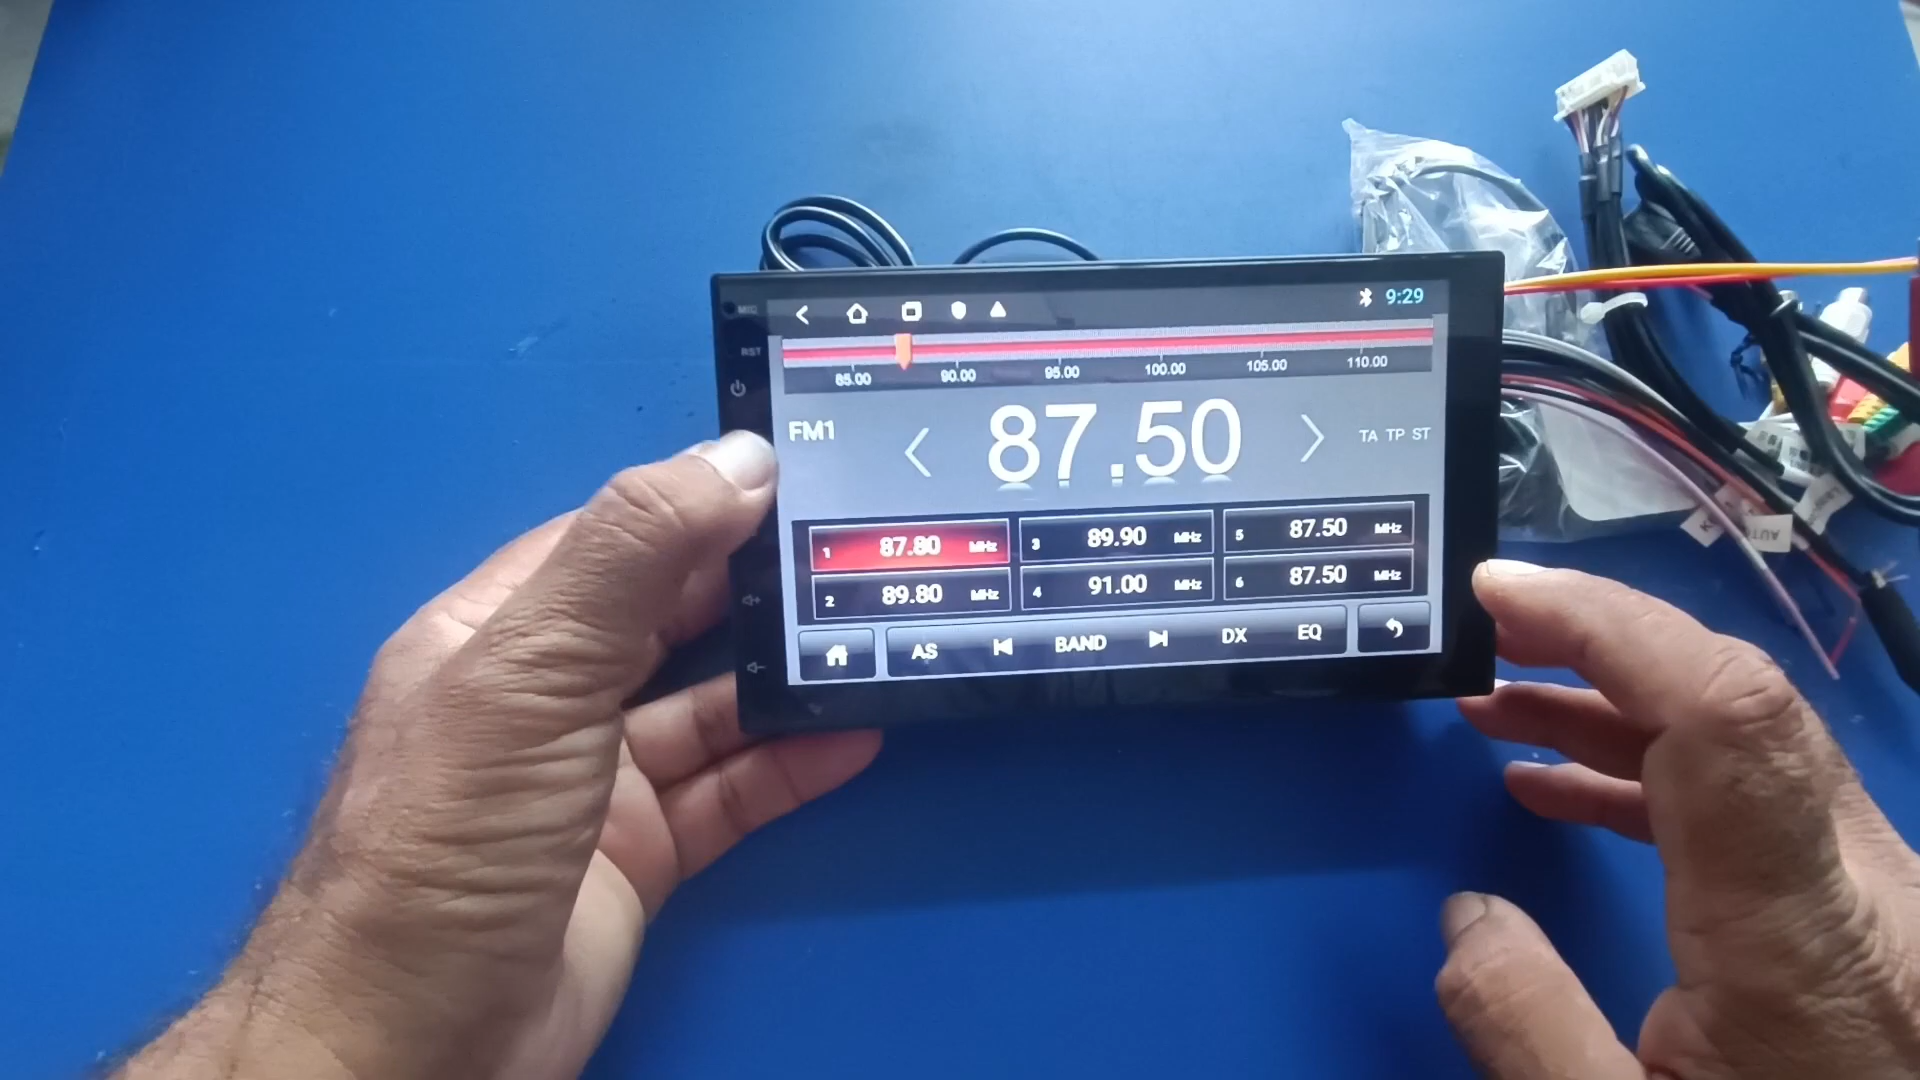 MIC
9:29
RST
85.00 90.00 95.00 100.00 105.00 110.00
FM1
87.50
TA TP ST
1 87.80 MHz
3 89.90 MHz
5 87.50 MHz
2 89.80 MHz
4 91.00 MHz
6 87.50 MHz
AS BAND DX EQ